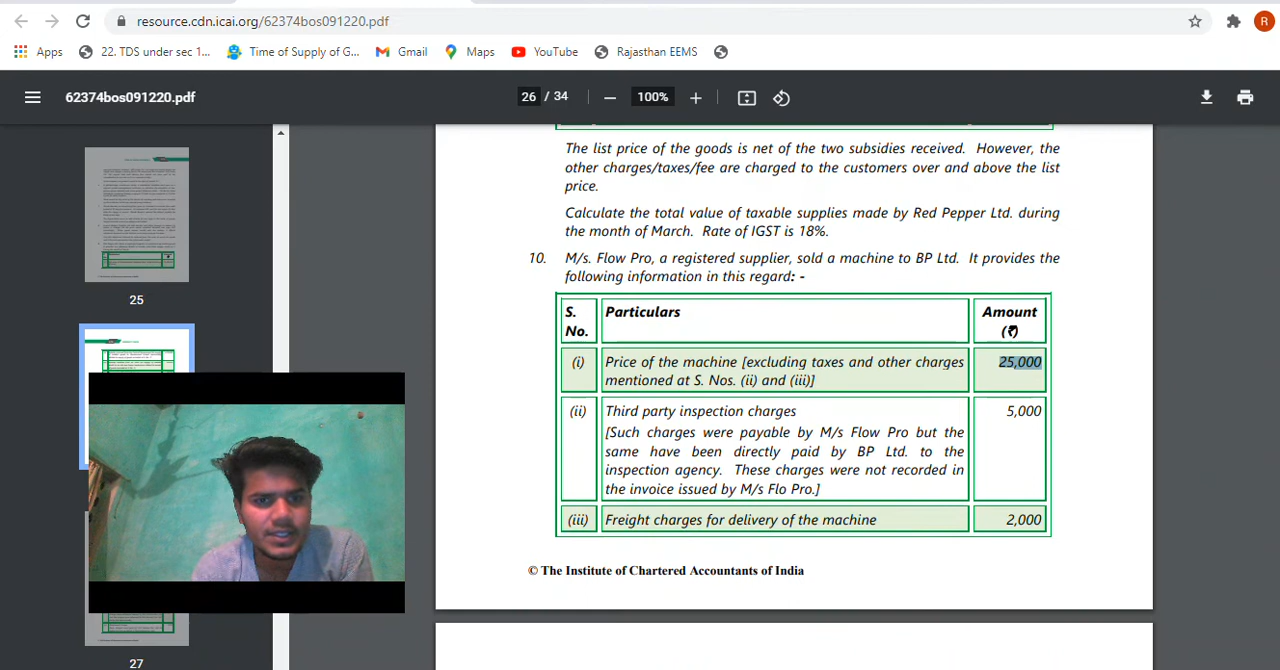 resource.cdn.icai.org/62374bos091220.pdf
R
Apps
22. TDS under sec 1...
Time of Supply of G...
Gmail
Maps
YouTube
Rajasthan EEMS
62374bos091220.pdf
26 / 34
100%
The list price of the goods is net of the two subsidies received. However, the
other charges/taxes/fee are charged to the customers over and above the list
price.
Calculate the total value of taxable supplies made by Red Pepper Ltd. during
the month of March. Rate of IGST is 18%.
10. M/s. Flow Pro, a registered supplier, sold a machine to BP Ltd. It provides the
following information in this regard: -
S. No. Particulars Amount (₹)
(i) Price of the machine [excluding taxes and other charges 25,000
mentioned at S. Nos. (ii) and (iii)]
(ii) Third party inspection charges 5,000
[Such charges were payable by M/s Flow Pro but the
same have been directly paid by BP Ltd. to the
inspection agency. These charges were not recorded in
the invoice issued by M/s Flo Pro.]
(iii) Freight charges for delivery of the machine 2,000
© The Institute of Chartered Accountants of India
25
27